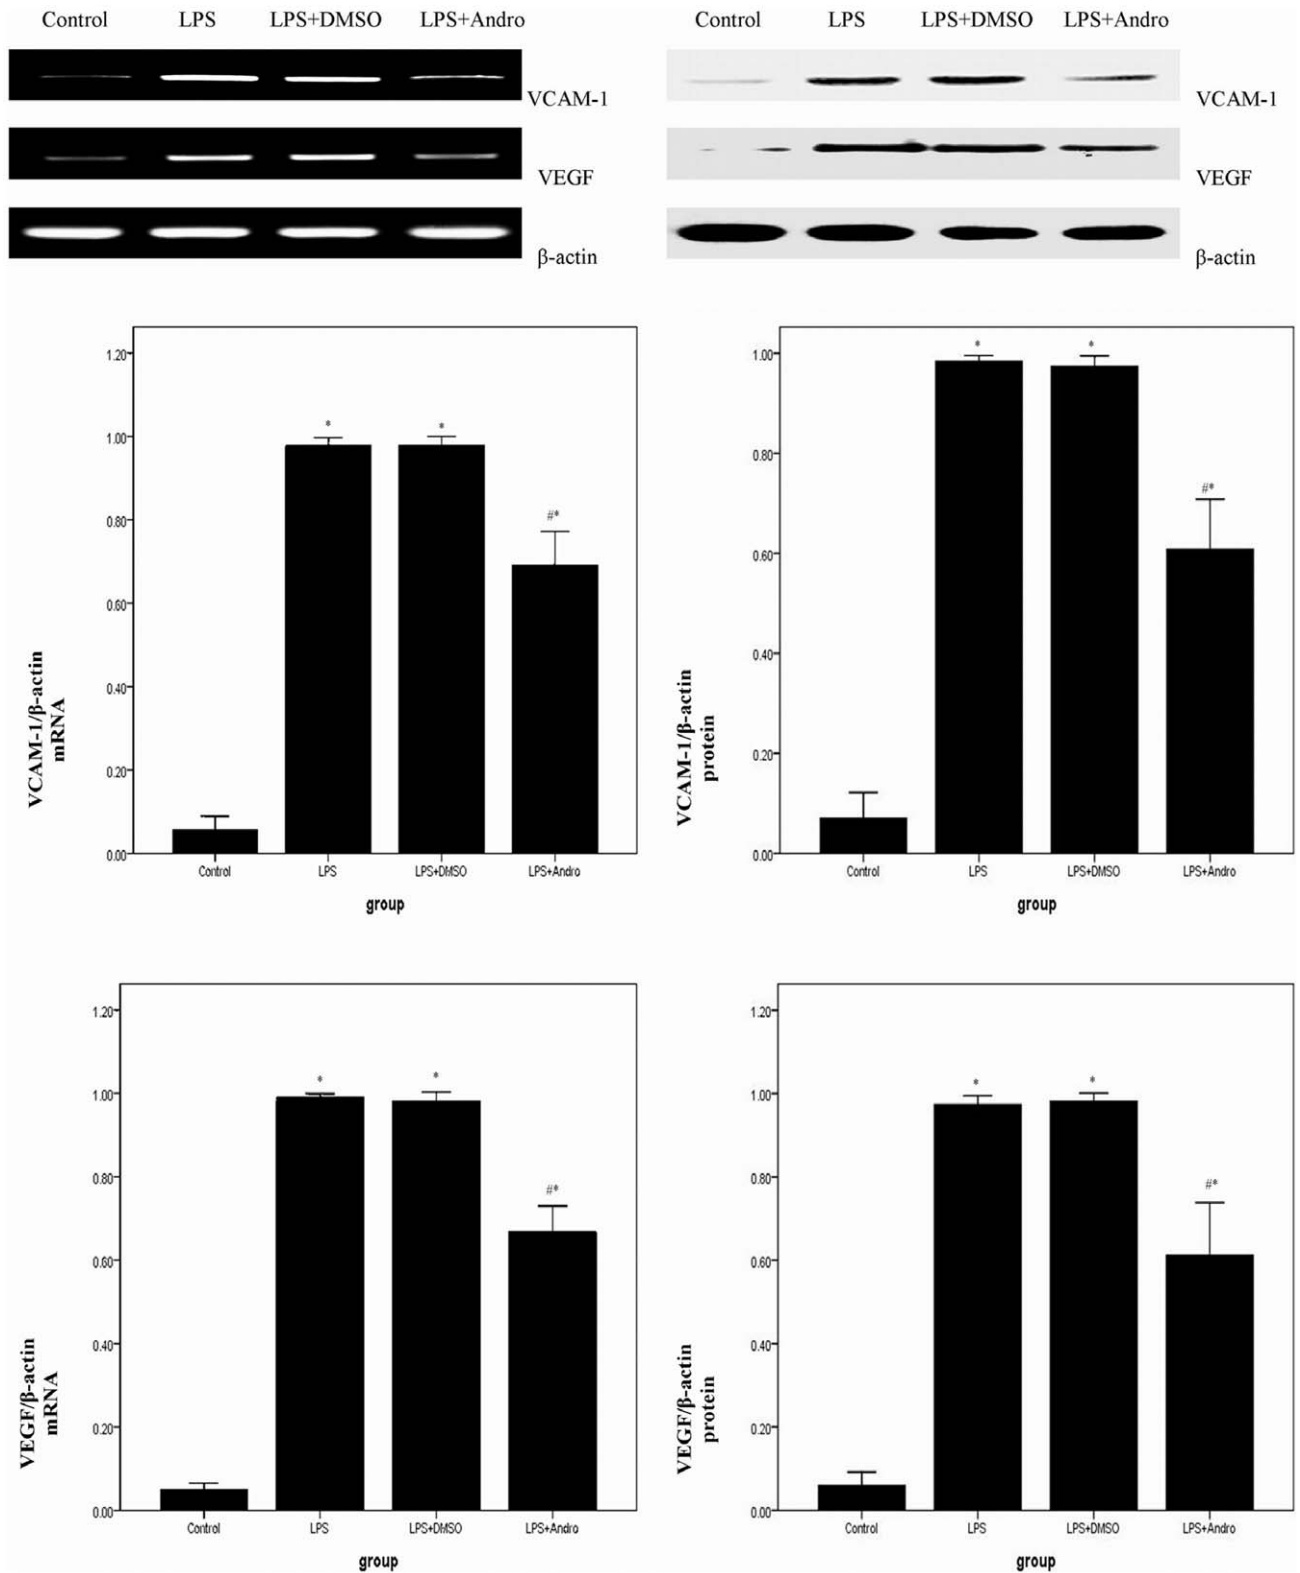 Control LPS LPS+DMSO LPS+Andro
VCAM-1
VEGF
β-actin
Control LPS LPS+DMSO LPS+Andro
VCAM-1
VEGF
β-actin
VCAM-1/β-actin
mRNA
1.20
1.00
0.80
0.60
0.40
0.20
0.00
*
*
#*
Control LPS LPS+DMSO LPS+Andro
group
VCAM-1/β-actin
protein
1.00
0.80
0.60
0.40
0.20
0.00
*
*
#*
Control LPS LPS+DMSO LPS+Andro
group
VEGF/β-actin
mRNA
1.20
1.00
0.80
0.60
0.40
0.20
0.00
*
*
#*
Control LPS LPS+DMSO LPS+Andro
group
VEGF/β-actin
protein
1.20
1.00
0.80
0.60
0.40
0.20
0.00
*
*
#*
Control LPS LPS+DMSO LPS+Andro
group